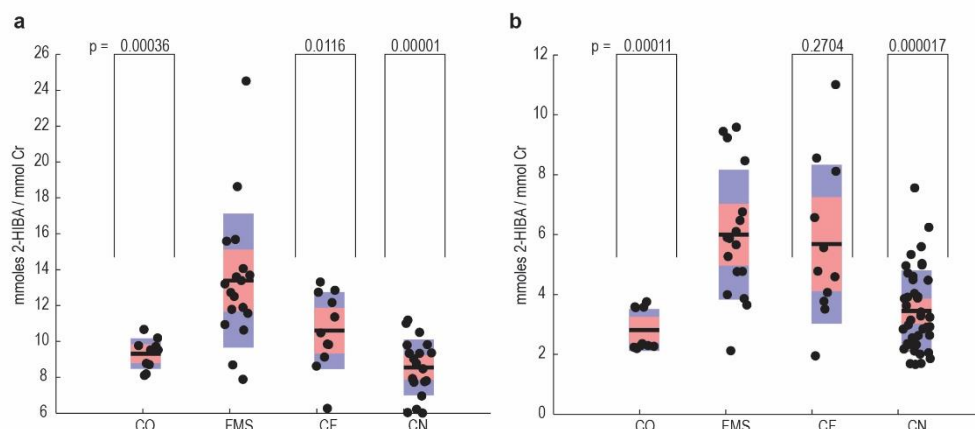 a
p = 0.00036 0.0116 0.00001
mmoles 2-HIBA / mmol Cr
26
24
22
20
18
16
14
12
10
8
6
CO FMS CF CN
b
p = 0.00011 0.2704 0.000017
mmoles 2-HIBA / mmol Cr
12
10
8
6
4
2
0
CO FMS CF CN